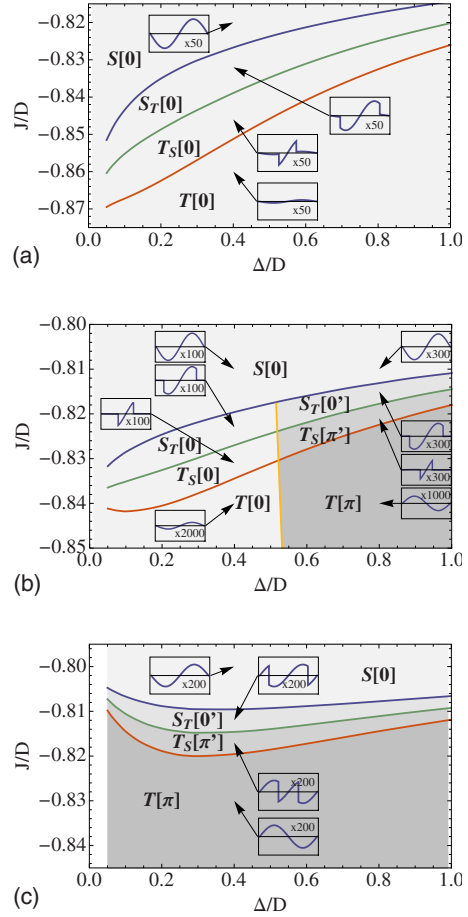 −0.82
−0.83
−0.84
−0.85
−0.86
−0.87
J/D
x50
S[0]
S_T[0]
x50
T_S[0]
x50
T[0]
x50
0.0 0.2 0.4 0.6 0.8 1.0
Δ/D
(a)
−0.80
−0.81
−0.82
−0.83
−0.84
−0.85
J/D
x100
x300
S[0]
x100
S_T[0']
x100
T_S[π']
x300
S_T[0]
T_S[0]
x300
T[0]
T[π]
x1000
x2000
0.0 0.2 0.4 0.6 0.8 1.0
Δ/D
(b)
−0.80
−0.81
−0.82
−0.83
−0.84
J/D
x200
x200
S[0]
S_T[0']
T_S[π']
x200
T[π]
x200
0.0 0.2 0.4 0.6 0.8 1.0
Δ/D
(c)